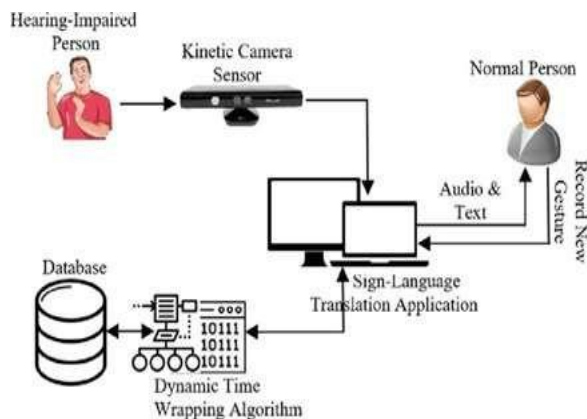 Hearing-Impaired
Person
Kinetic Camera
Sensor
Normal Person
Audio &
Text
Record New
Gesture
Sign-Language
Translation Application
Database
10111
10111
10111
Dynamic Time
Wrapping Algorithm